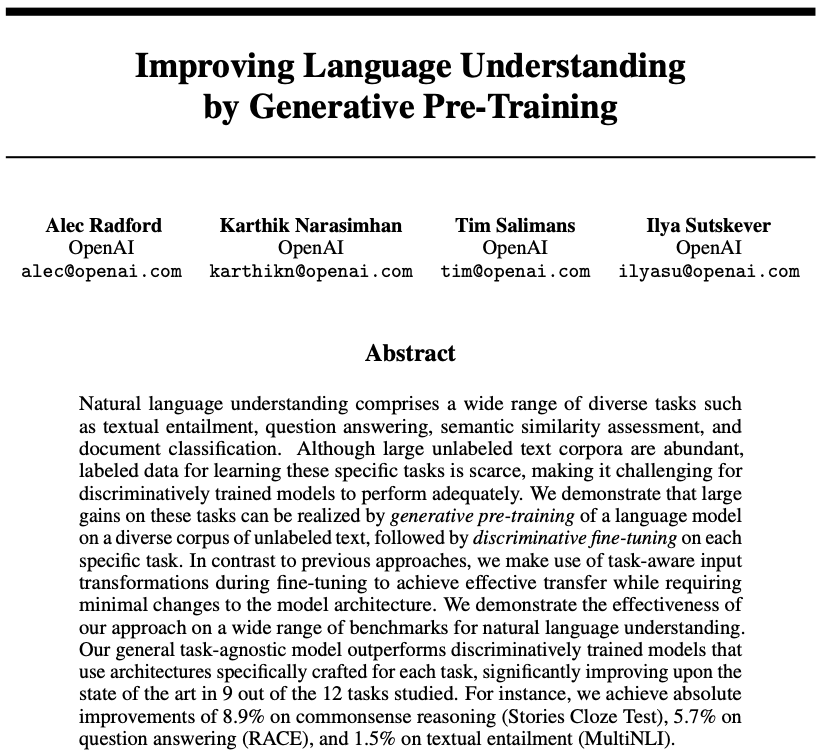 Improving Language Understanding
by Generative Pre-Training
Alec Radford
OpenAI
alec@openai.com
Karthik Narasimhan
OpenAI
karthikn@openai.com
Tim Salimans
OpenAI
tim@openai.com
Ilya Sutskever
OpenAI
ilyasu@openai.com
Abstract
Natural language understanding comprises a wide range of diverse tasks such
as textual entailment, question answering, semantic similarity assessment, and
document classification. Although large unlabeled text corpora are abundant,
labeled data for learning these specific tasks is scarce, making it challenging for
discriminatively trained models to perform adequately. We demonstrate that large
gains on these tasks can be realized by generative pre-training of a language model
on a diverse corpus of unlabeled text, followed by discriminative fine-tuning on each
specific task. In contrast to previous approaches, we make use of task-aware input
transformations during fine-tuning to achieve effective transfer while requiring
minimal changes to the model architecture. We demonstrate the effectiveness of
our approach on a wide range of benchmarks for natural language understanding.
Our general task-agnostic model outperforms discriminatively trained models that
use architectures specifically crafted for each task, significantly improving upon the
state of the art in 9 out of the 12 tasks studied. For instance, we achieve absolute
improvements of 8.9% on commonsense reasoning (Stories Cloze Test), 5.7% on
question answering (RACE), and 1.5% on textual entailment (MultiNLI).